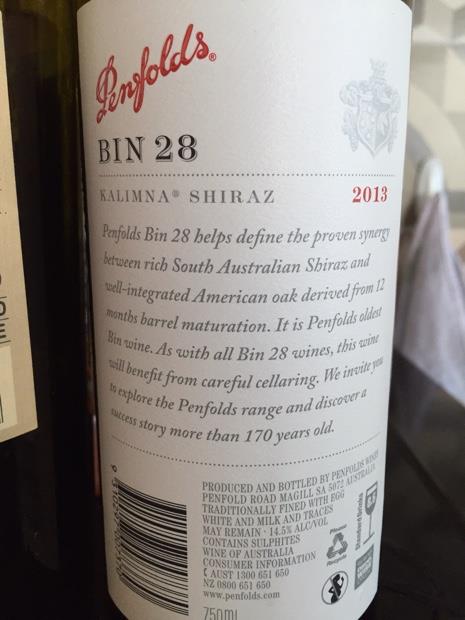 Penfolds®
BIN 28
KALIMNA® SHIRAZ 2013
Penfolds Bin 28 helps define the proven synergy
between rich South Australian Shiraz and
well-integrated American oak derived from 12
months barrel maturation. It is Penfolds oldest
Bin wine. As with all Bin 28 wines, this wine
will benefit from careful cellaring. We invite you
to explore the Penfolds range and discover a
success story more than 170 years old.
PRODUCED AND BOTTLED BY PENFOLDS WINES
PENFOLD ROAD MAGILL SA 5072 AUSTRALIA
TRADITIONALLY FINED WITH EGG
WHITE AND MILK AND TRACES
MAY REMAIN · 14.5% ALC/VOL
CONTAINS SULPHITES
WINE OF AUSTRALIA
CONSUMER INFORMATION
AUST 1300 651 650
NZ 0800 651 650
www.penfolds.com
750ml
Please
Recycle
Standard Drinks